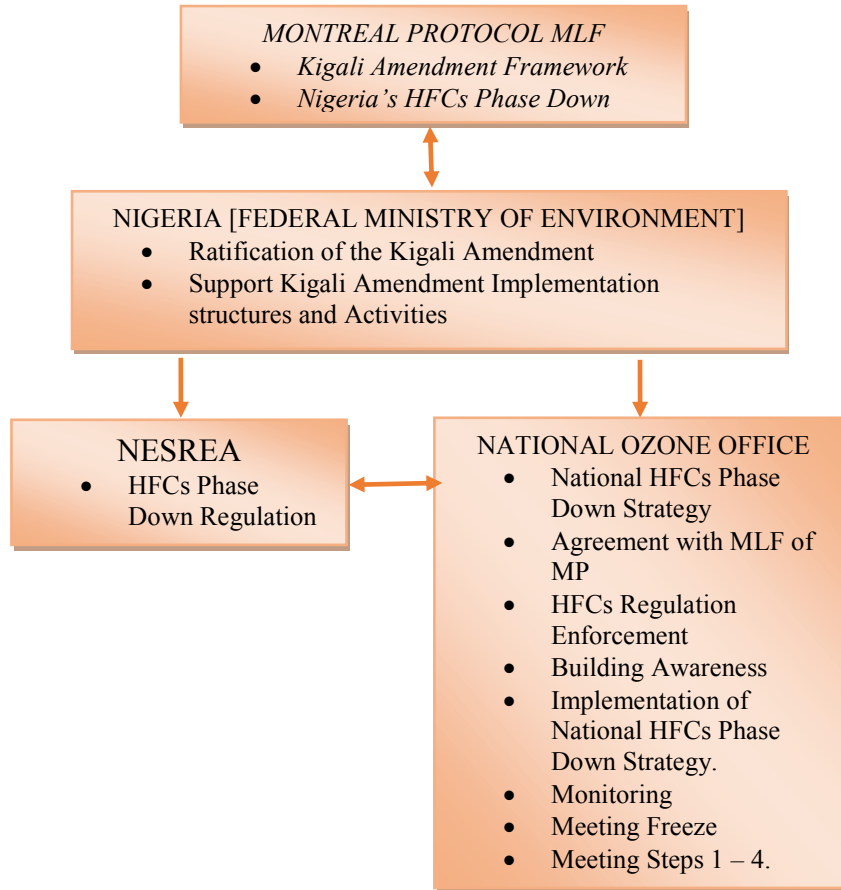 MONTREAL PROTOCOL MLF
• Kigali Amendment Framework
• Nigeria's HFCs Phase Down
NIGERIA [FEDERAL MINISTRY OF ENVIRONMENT]
• Ratification of the Kigali Amendment
• Support Kigali Amendment Implementation
structures and Activities
NESREA
• HFCs Phase
Down Regulation
NATIONAL OZONE OFFICE
• National HFCs Phase
Down Strategy
• Agreement with MLF of
MP
• HFCs Regulation
Enforcement
• Building Awareness
• Implementation of
National HFCs Phase
Down Strategy.
• Monitoring
• Meeting Freeze
• Meeting Steps 1 – 4.